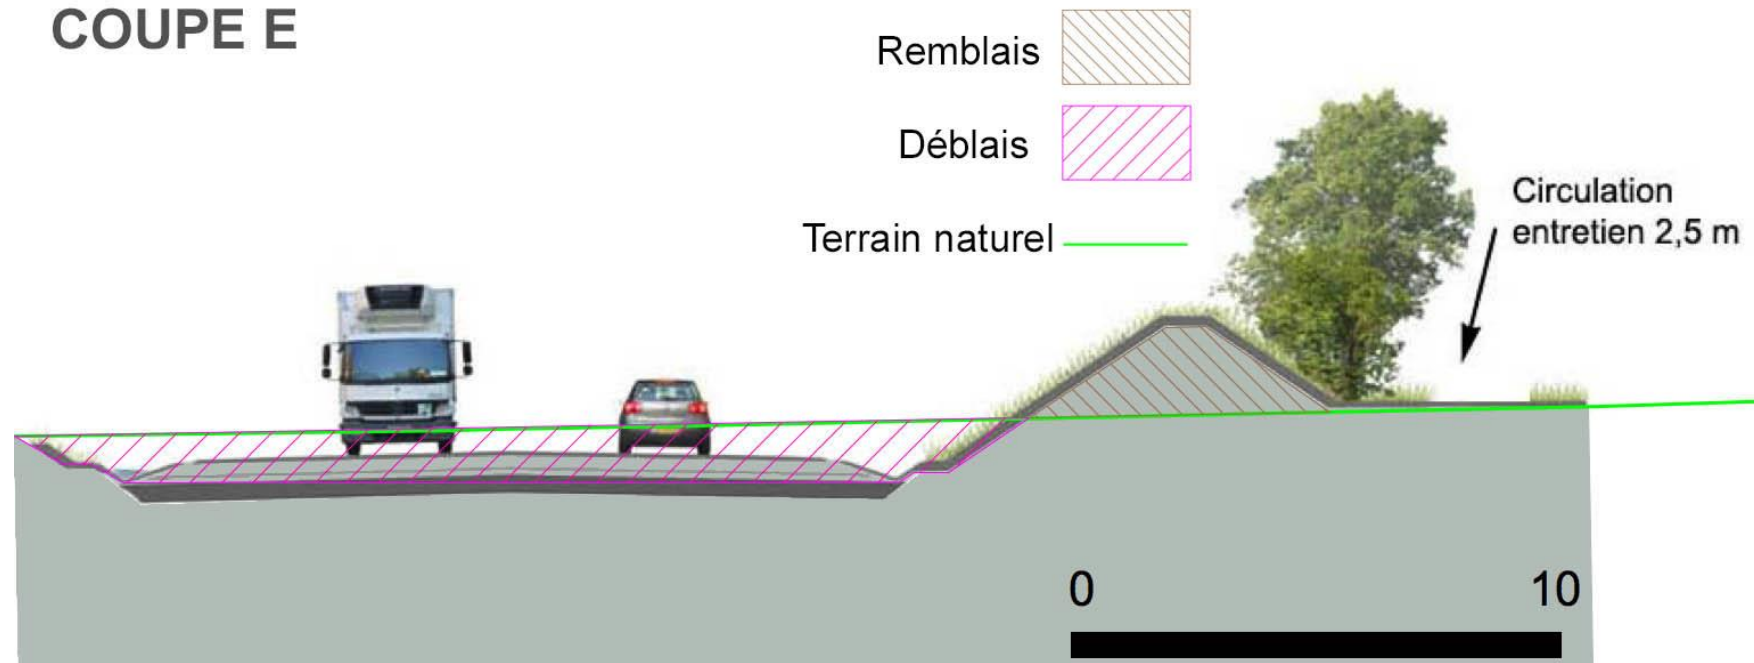 COUPE E
Remblais
Déblais
Terrain naturel
Circulation
entretien 2,5 m
0 10